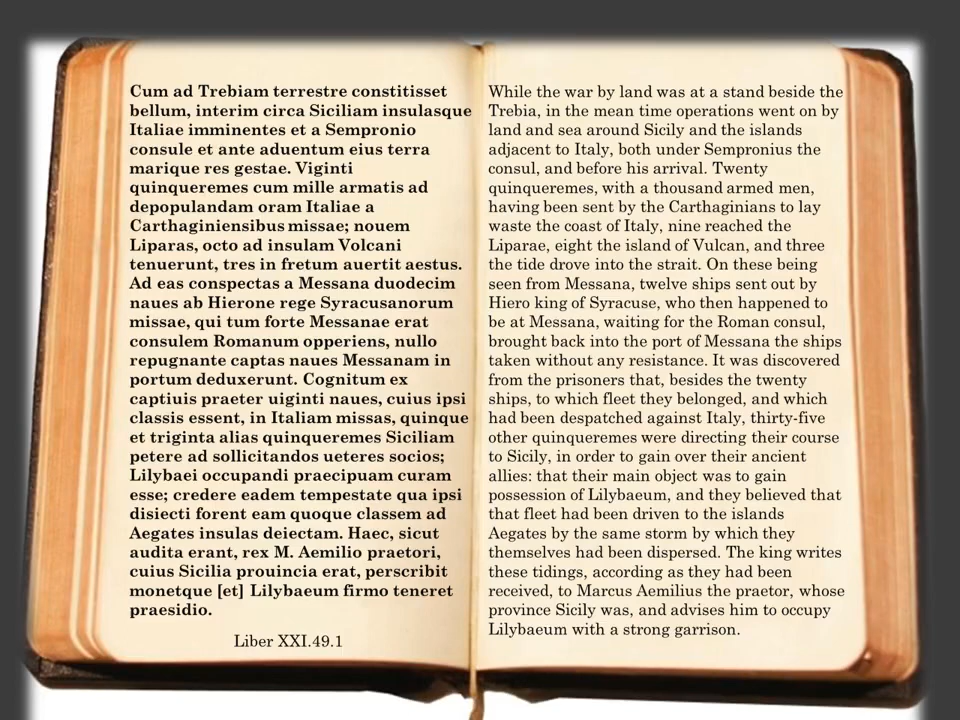 Cum ad Trebiam terrestre constitisset
bellum, interim circa Siciliam insulasque
Italiae imminentes et a Sempronio
consule et ante aduentum eius terra
marique res gestae. Viginti
quinqueremes cum mille armatis ad
depopulandam oram Italiae a
Carthaginiensibus missae; nouem
Liparas, octo ad insulam Volcani
tenuerunt, tres in fretum auertit aestus.
Ad eas conspectas a Messana duodecim
naues ab Hierone rege Syracusanorum
missae, qui tum forte Messanae erat
consulem Romanum opperiens, nullo
repugnante captas naues Messanam in
portum deduxerunt. Cognitum ex
captiuis praeter uiginti naues, cuius ipsi
classis essent, in Italiam missas, quinque
et triginta alias quinqueremes Siciliam
petere ad sollicitandos ueteres socios;
Lilybaei occupandi praecipuam curam
esse; credere eadem tempestate qua ipsi
disiecti forent eam quoque classem ad
Aegates insulas deiectam. Haec, sicut
audita erant, rex M. Aemilio praetori,
cuius Sicilia prouincia erat, perscribit
monetque [et] Lilybaeum firmo teneret
praesidio.
Liber XXI.49.1
While the war by land was at a stand beside the
Trebia, in the mean time operations went on by
land and sea around Sicily and the islands
adjacent to Italy, both under Sempronius the
consul, and before his arrival. Twenty
quinqueremes, with a thousand armed men,
having been sent by the Carthaginians to lay
waste the coast of Italy, nine reached the
Liparae, eight the island of Vulcan, and three
the tide drove into the strait. On these being
seen from Messana, twelve ships sent out by
Hiero king of Syracuse, who then happened to
be at Messana, waiting for the Roman consul,
brought back into the port of Messana the ships
taken without any resistance. It was discovered
from the prisoners that, besides the twenty
ships, to which fleet they belonged, and which
had been despatched against Italy, thirty-five
other quinqueremes were directing their course
to Sicily, in order to gain over their ancient
allies: that their main object was to gain
possession of Lilybaeum, and they believed that
that fleet had been driven to the islands
Aegates by the same storm by which they
themselves had been dispersed. The king writes
these tidings, according as they had been
received, to Marcus Aemilius the praetor, whose
province Sicily was, and advises him to occupy
Lilybaeum with a strong garrison.